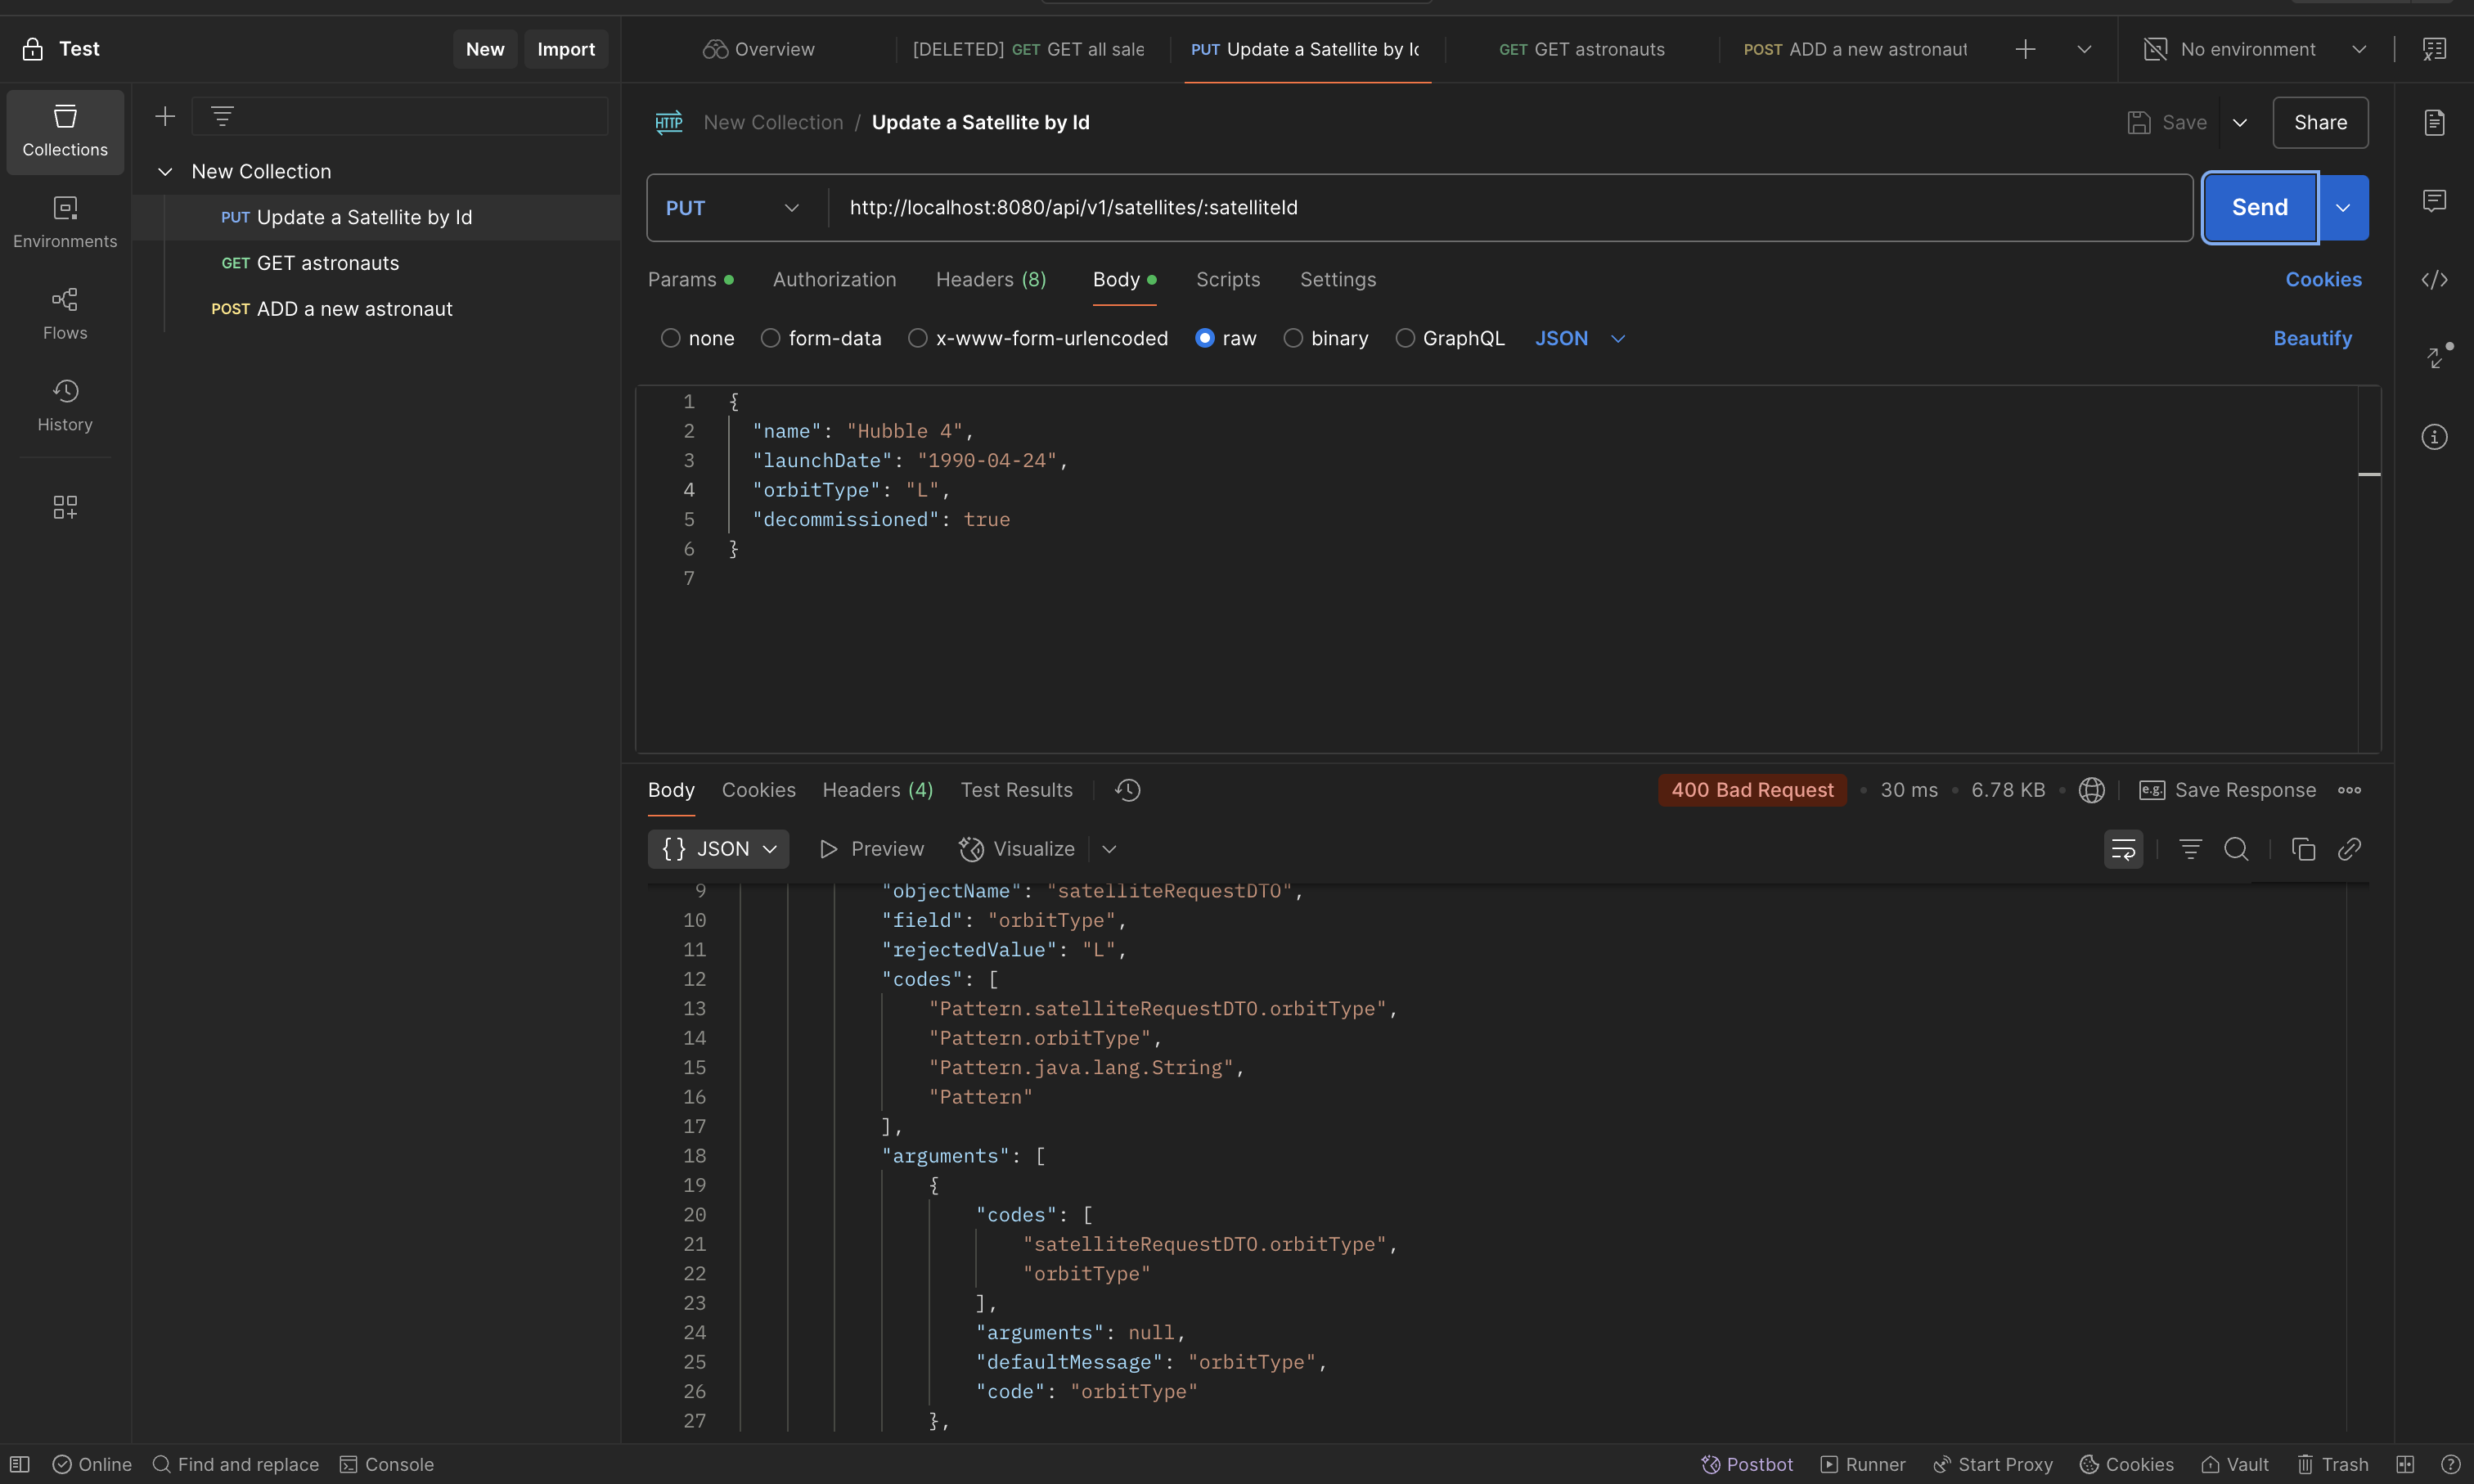 Test
New
Import
Overview
[DELETED] GET GET all sale
PUT Update a Satellite by Ic
GET GET astronauts
POST ADD a new astronaut
No environment
Collections
Environments
Flows
History
New Collection
PUT Update a Satellite by Id
GET GET astronauts
POST ADD a new astronaut
HTTP New Collection / Update a Satellite by Id
Save
Share
PUT
http://localhost:8080/api/v1/satellites/:satelliteId
Send
Params
Authorization
Headers (8)
Body
Scripts
Settings
Cookies
none
form-data
x-www-form-urlencoded
raw
binary
GraphQL
JSON
Beautify
1 {
2 "name": "Hubble 4",
3 "launchDate": "1990-04-24",
4 "orbitType": "L",
5 "decommissioned": true
6 }
7
Body
Cookies
Headers (4)
Test Results
400 Bad Request
30 ms
6.78 KB
e.g. Save Response
{ } JSON
Preview
Visualize
9 "objectName": "satelliteRequestDTO",
10 "field": "orbitType",
11 "rejectedValue": "L",
12 "codes": [
13 "Pattern.satelliteRequestDTO.orbitType",
14 "Pattern.orbitType",
15 "Pattern.java.lang.String",
16 "Pattern"
17 ],
18 "arguments": [
19 {
20 "codes": [
21 "satelliteRequestDTO.orbitType",
22 "orbitType"
23 ],
24 "arguments": null,
25 "defaultMessage": "orbitType",
26 "code": "orbitType"
27 },
Online
Find and replace
Console
Postbot
Runner
Start Proxy
Cookies
Vault
Trash